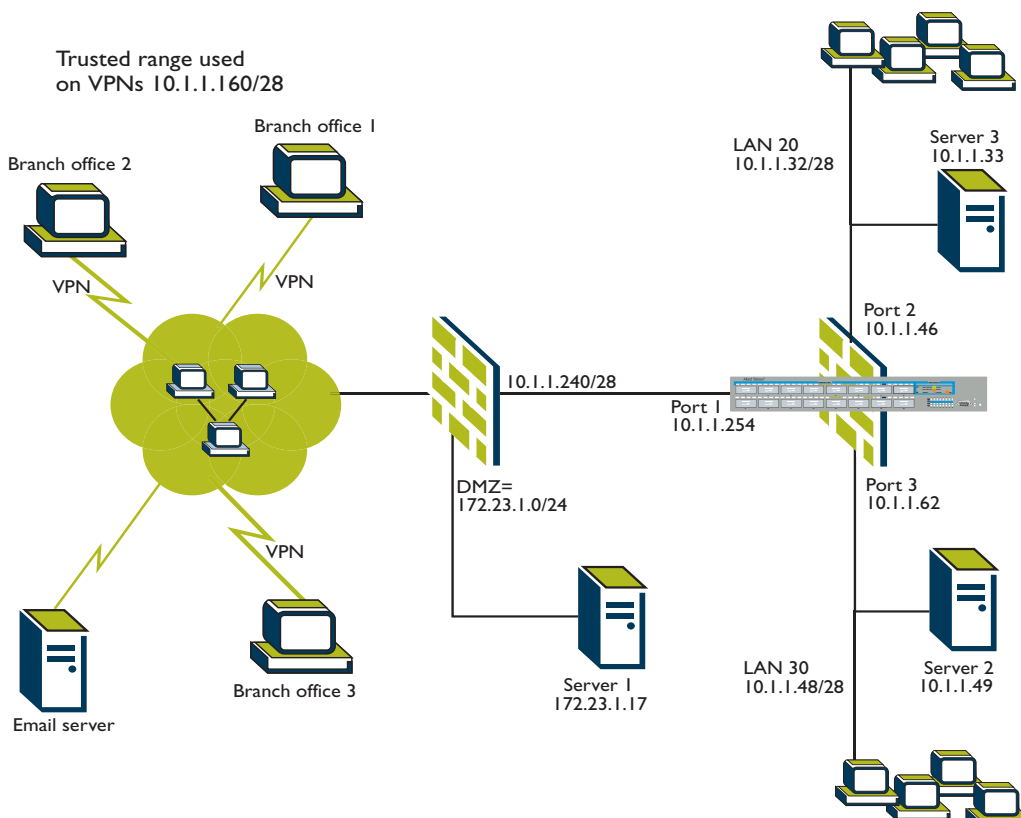 Trusted range used
on VPNs 10.1.1.160/28
Branch office 1
Branch office 2
VPN
VPN
LAN 20
10.1.1.32/28
Server 3
10.1.1.33
Port 2
10.1.1.46
10.1.1.240/28
Port 1
10.1.1.254
DMZ=
172.23.1.0/24
Port 3
10.1.1.62
VPN
Branch office 3
Email server
Server 1
172.23.1.17
LAN 30
10.1.1.48/28
Server 2
10.1.1.49